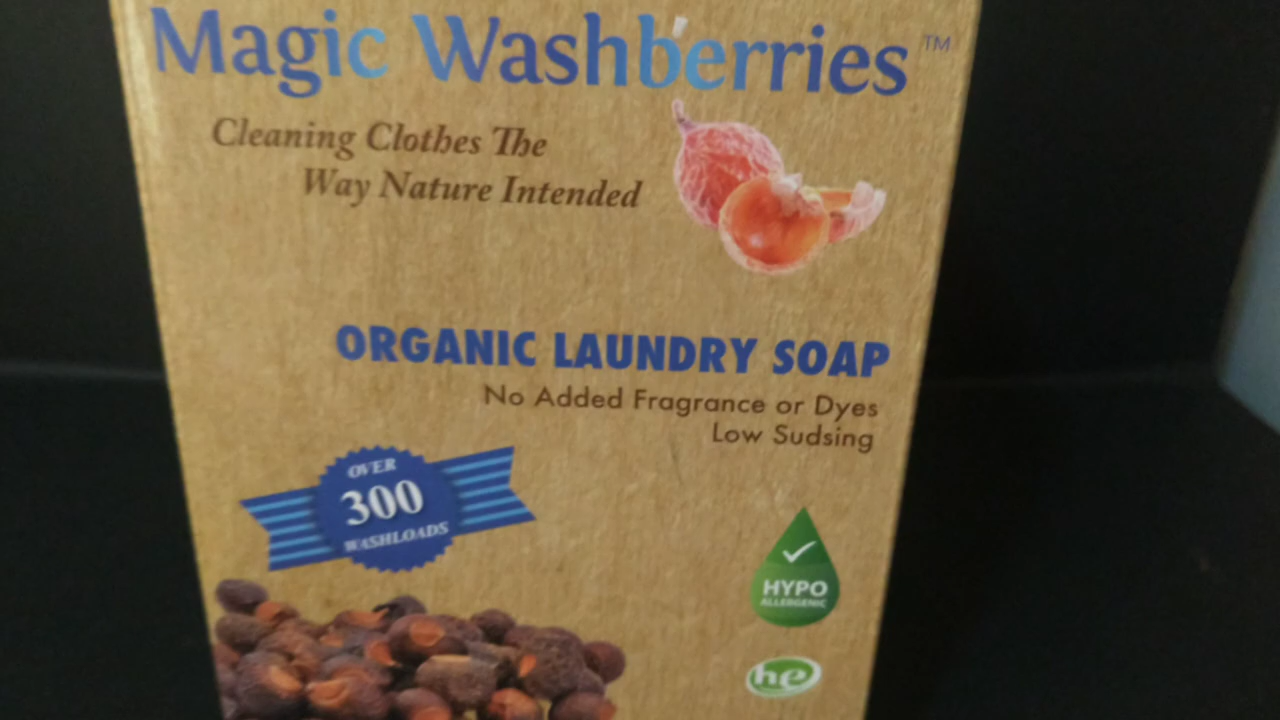 Magic Washberries™
Cleaning Clothes The
Way Nature Intended
ORGANIC LAUNDRY SOAP
No Added Fragrance or Dyes
Low Sudsing
OVER
300
WASHLOADS
HYPO
ALLERGENIC
he